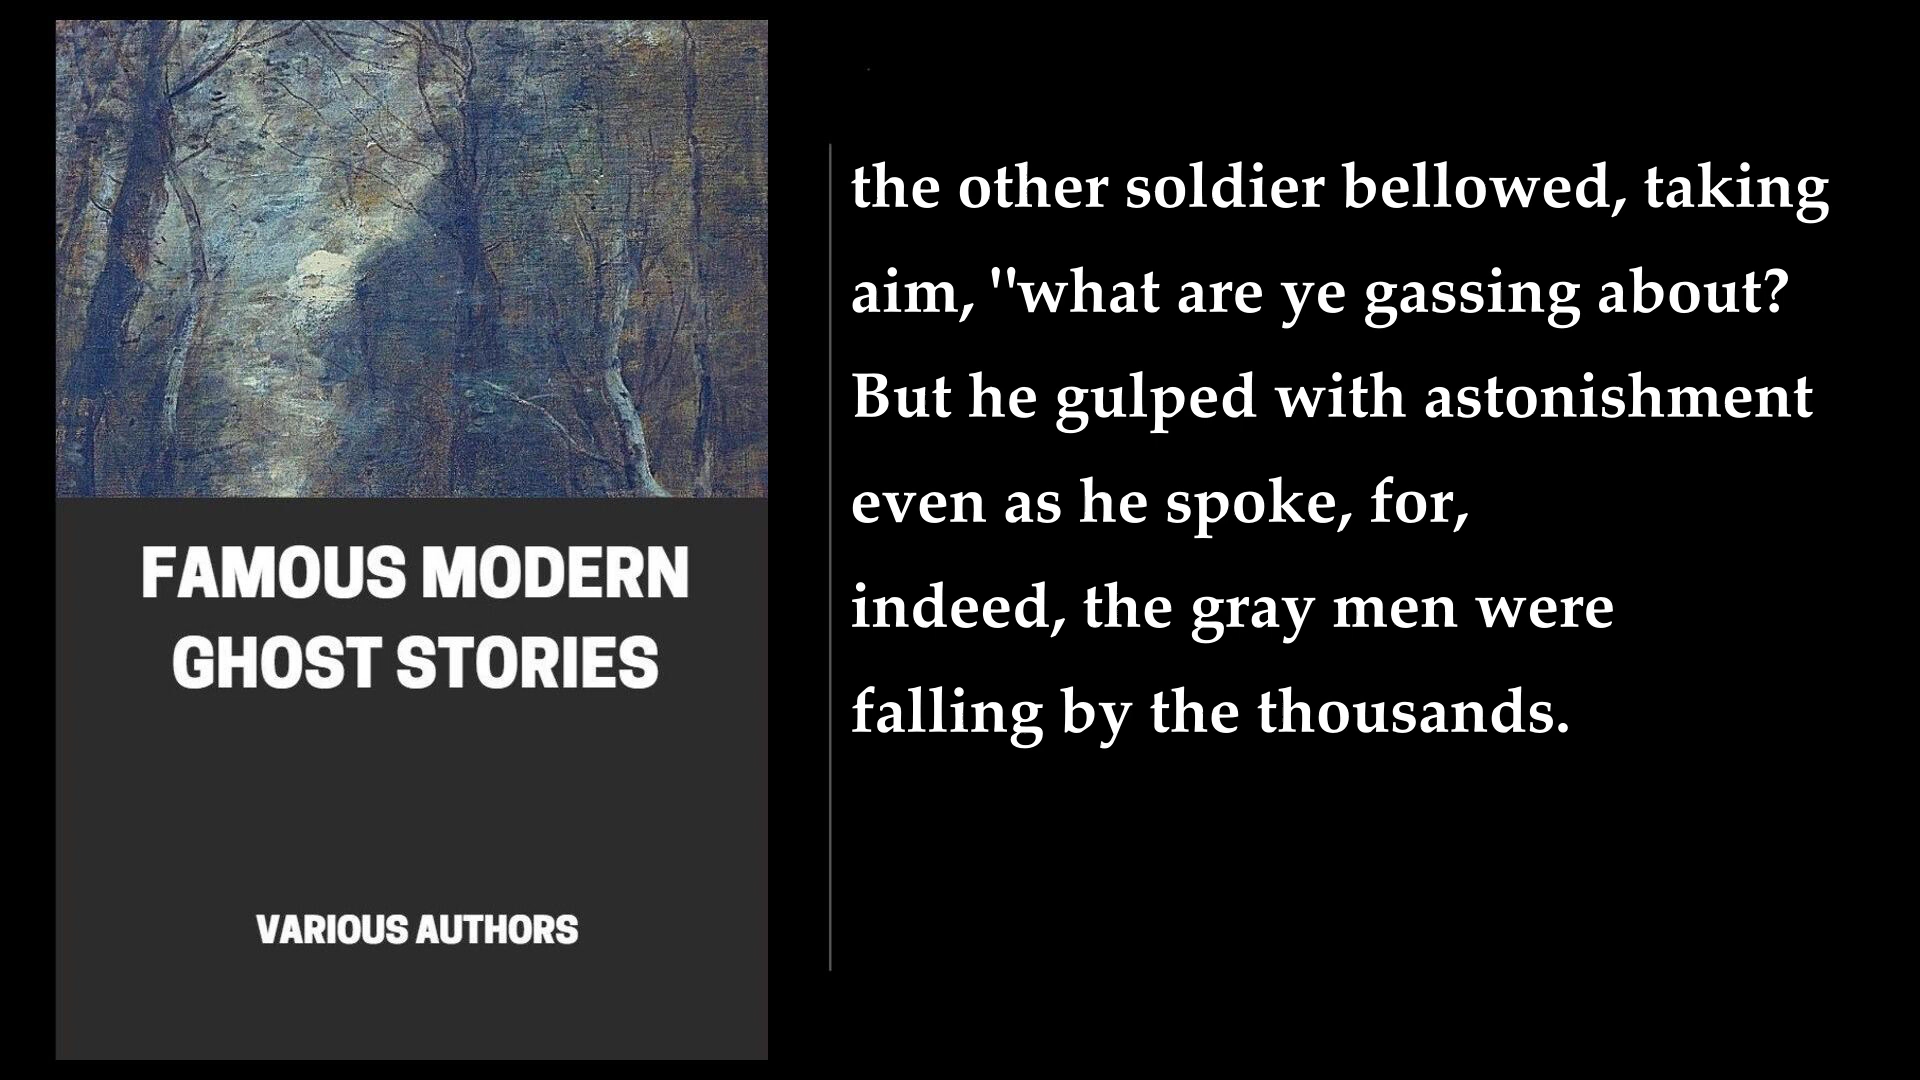 FAMOUS MODERN
GHOST STORIES
VARIOUS AUTHORS
the other soldier bellowed, taking
aim, "what are ye gassing about?
But he gulped with astonishment
even as he spoke, for,
indeed, the gray men were
falling by the thousands.